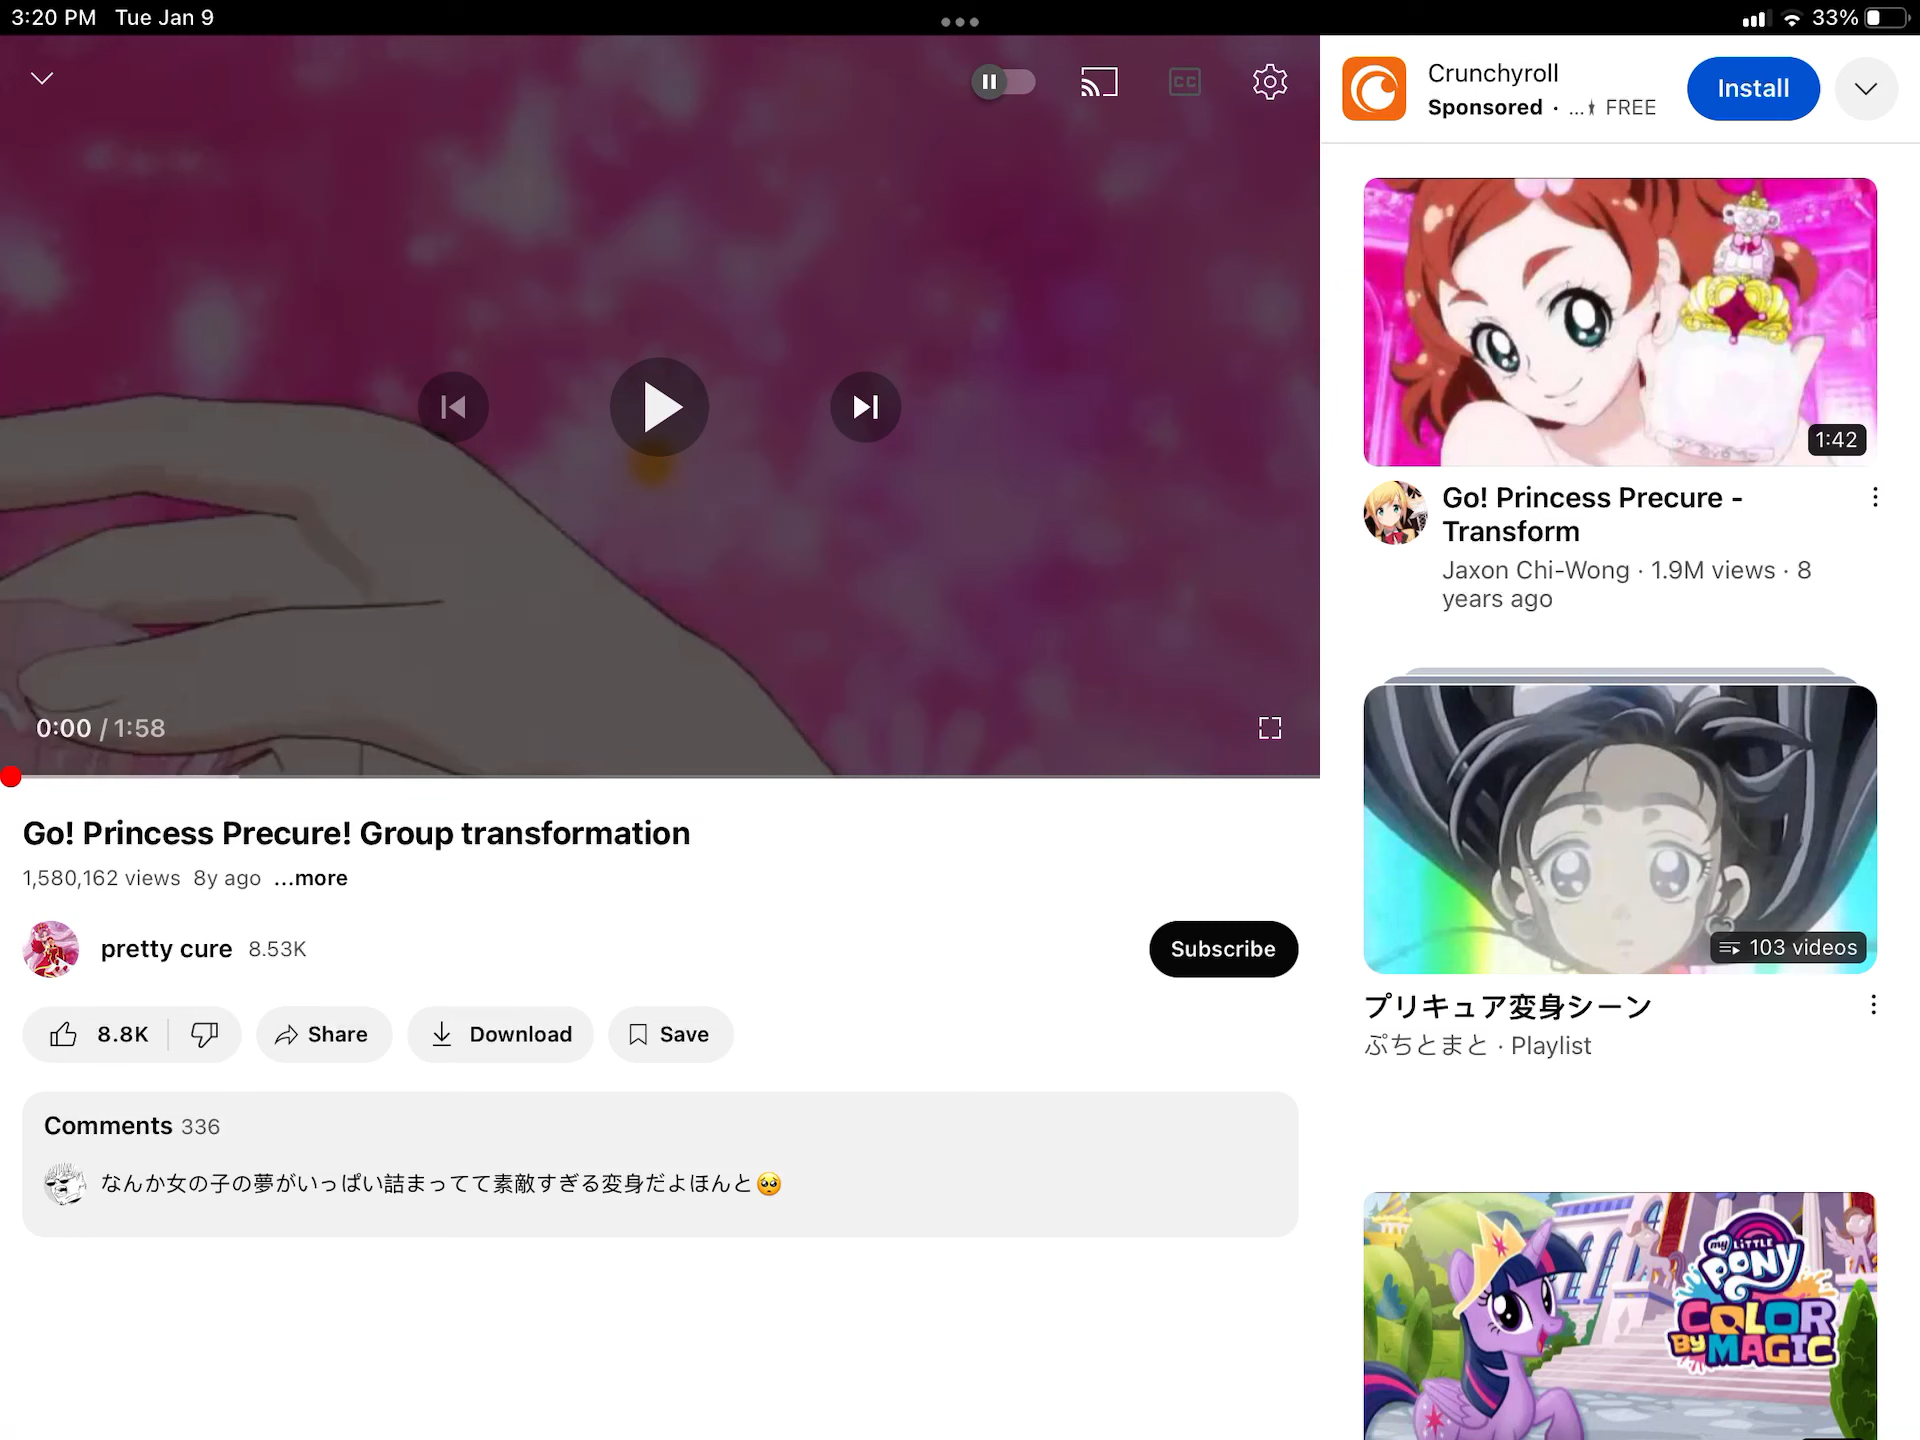 3:20 PM Tue Jan 9
33%
CC
0:00 / 1:58
Go! Princess Precure! Group transformation
1,580,162 views 8y ago ...more
pretty cure 8.53K
Subscribe
8.8K
Share
Download
Save
Comments 336
なんか女の子の夢がいっぱい詰まってて素敵すぎる変身だよほんと🥺
Crunchyroll
Sponsored · ... FREE
Install
1:42
Go! Princess Precure -
Transform
Jaxon Chi-Wong · 1.9M views · 8
years ago
103 videos
プリキュア変身シーン
ぷちとまと · Playlist
my LiTTLE
PONY
COLOR
BY MAGIC